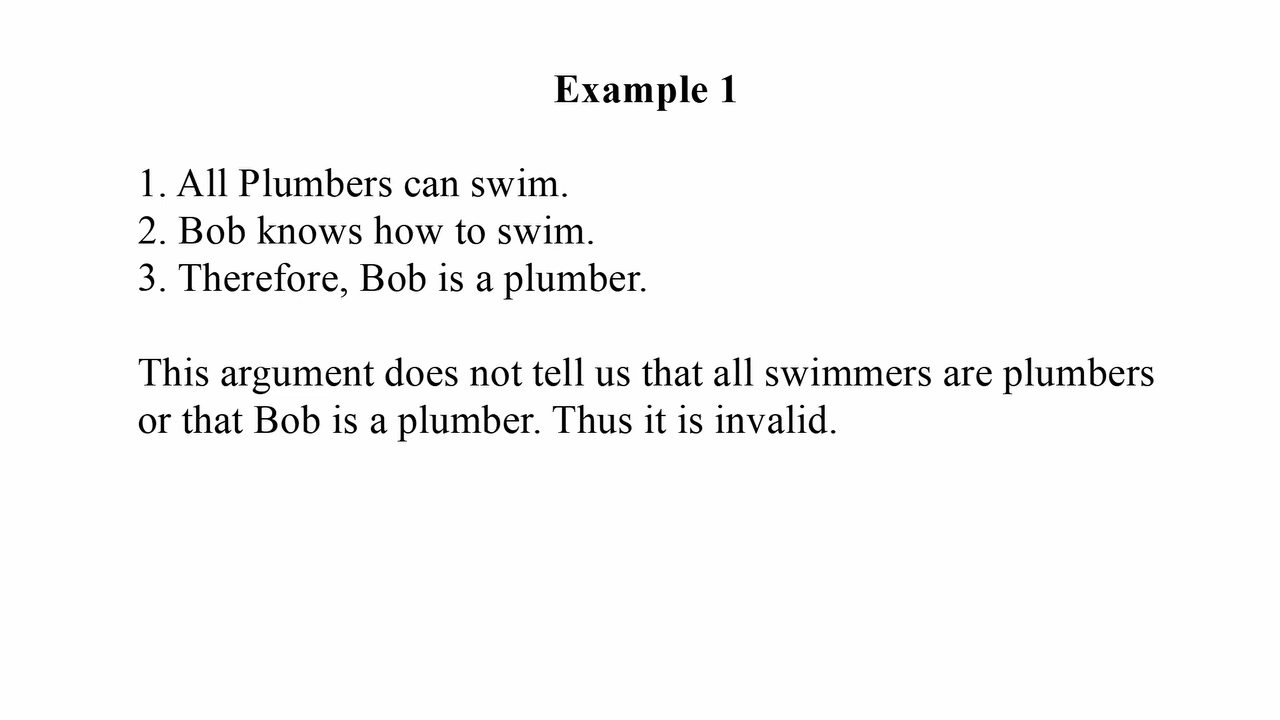 Example 1
1. All Plumbers can swim.
2. Bob knows how to swim.
3. Therefore, Bob is a plumber.
This argument does not tell us that all swimmers are plumbers
or that Bob is a plumber. Thus it is invalid.